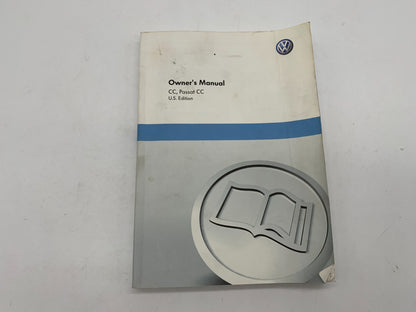 Owner's Manual
CC, Passat CC
U.S. Edition